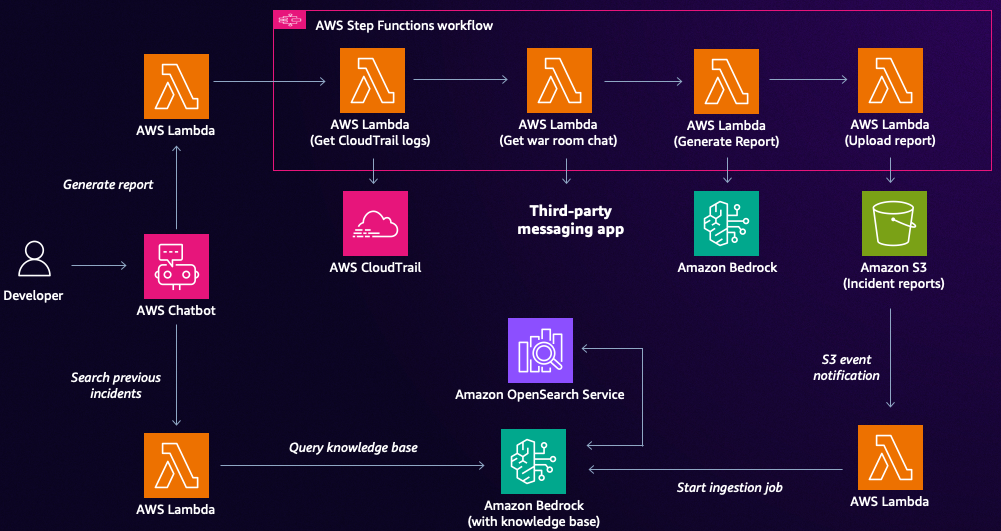 AWS Step Functions workflow
AWS Lambda
AWS Lambda
(Get CloudTrail logs)
AWS Lambda
(Get war room chat)
AWS Lambda
(Generate Report)
AWS Lambda
(Upload report)
Generate report
Third-party
messaging app
AWS CloudTrail
Amazon Bedrock
Amazon S3
(Incident reports)
Developer
AWS Chatbot
Search previous
incidents
Amazon OpenSearch Service
S3 event
notification
Query knowledge base
AWS Lambda
Amazon Bedrock
(with knowledge base)
Start ingestion job
AWS Lambda